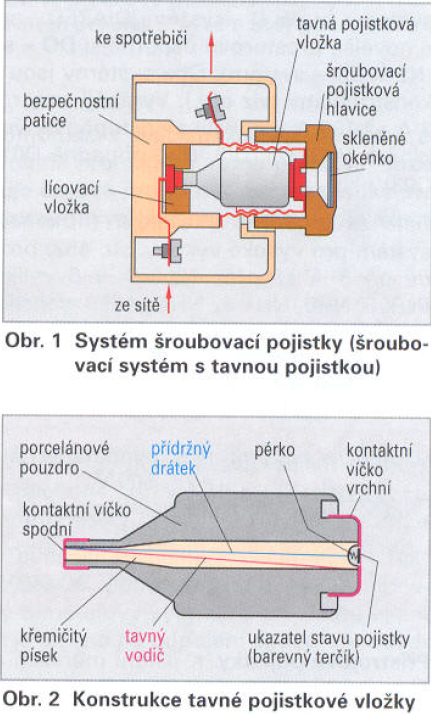 ke spotřebiči
tavná pojistková
vložka
bezpečnostní
patice
šroubovací
pojistková
hlavice
skleněné
okénko
lícovací
vložka
ze sítě
Obr. 1 Systém šroubovací pojistky (šroubo-
vací systém s tavnou pojistkou)
porcelánové
pouzdro
přídržný
drátek
pérko
kontaktní
víčko
vrchní
kontaktní víčko
spodní
křemičitý
písek
tavný
vodič
ukazatel stavu pojistky
(barevný terčík)
Obr. 2 Konstrukce tavné pojistkové vložky